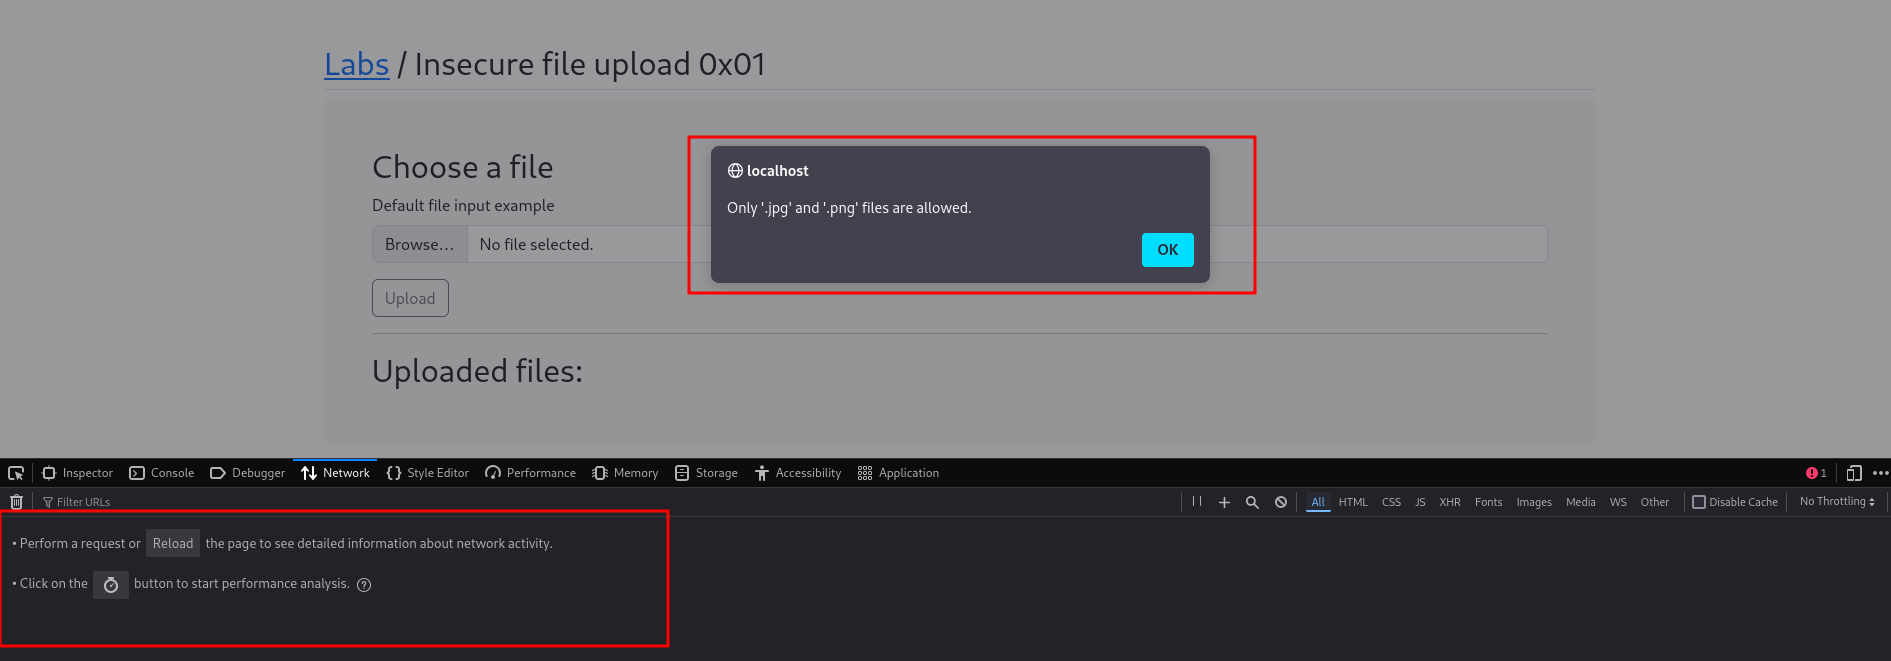 Labs / Insecure file upload 0x01
Choose a file
Default file input example
Browse... No file selected.
Upload
localhost
Only '.jpg' and '.png' files are allowed.
OK
Uploaded files:
Inspector Console Debugger Network Style Editor Performance Memory Storage Accessibility Application 1
Filter URLs All HTML CSS JS XHR Fonts Images Media WS Other Disable Cache No Throttling
• Perform a request or Reload the page to see detailed information about network activity.
• Click on the button to start performance analysis. ?